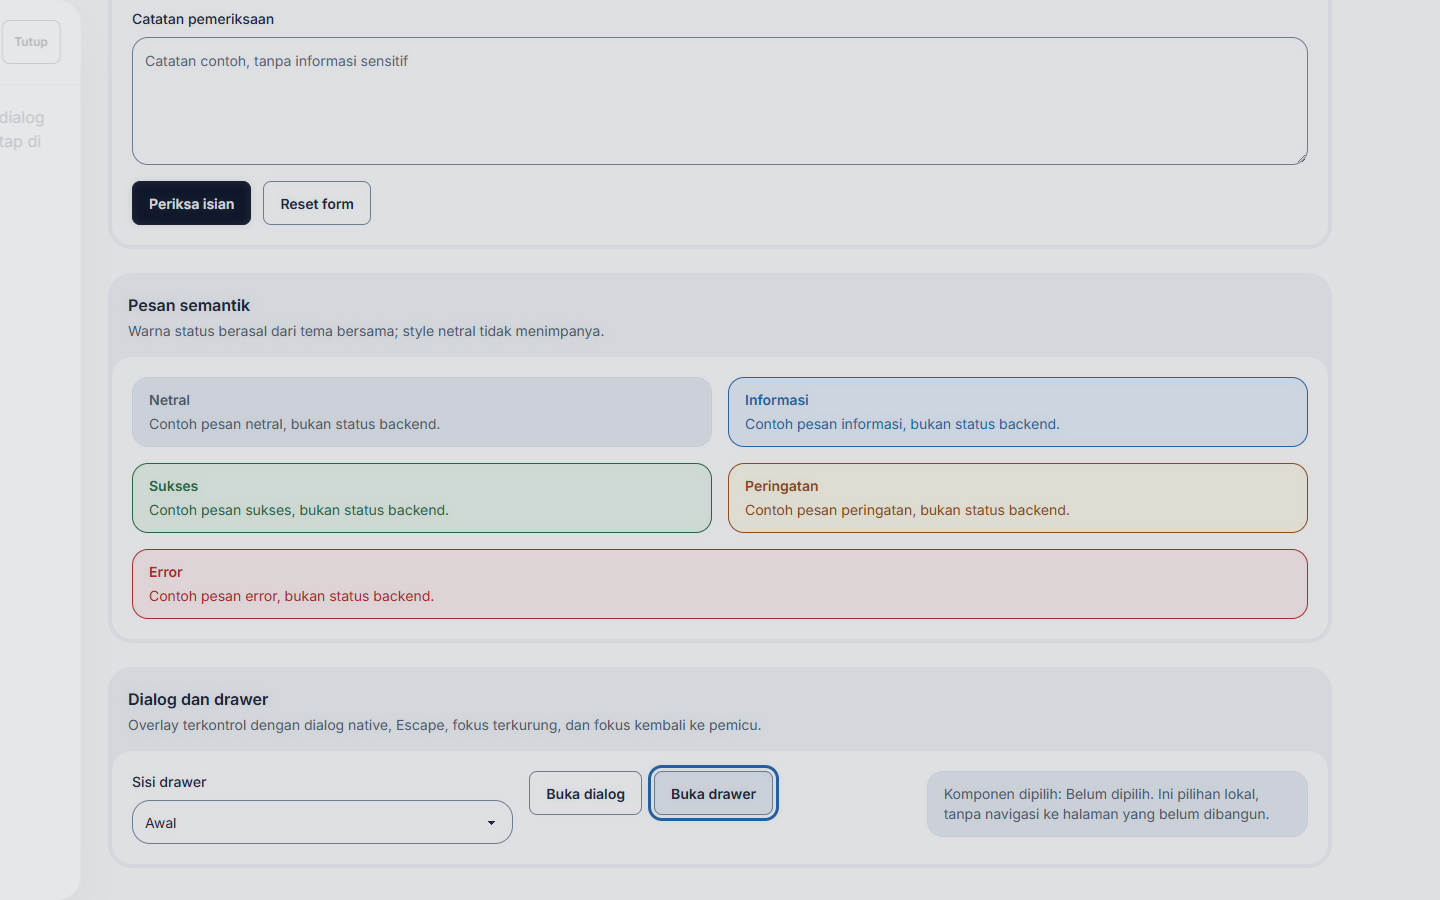 Tutup
dialog
tap di
Catatan pemeriksaan
Catatan contoh, tanpa informasi sensitif
Periksa isian
Reset form
Pesan semantik
Warna status berasal dari tema bersama; style netral tidak menimpanya.
Netral
Contoh pesan netral, bukan status backend.
Informasi
Contoh pesan informasi, bukan status backend.
Sukses
Contoh pesan sukses, bukan status backend.
Peringatan
Contoh pesan peringatan, bukan status backend.
Error
Contoh pesan error, bukan status backend.
Dialog dan drawer
Overlay terkontrol dengan dialog native, Escape, fokus terkurung, dan fokus kembali ke pemicu.
Sisi drawer
Awal
Buka dialog
Buka drawer
Komponen dipilih: Belum dipilih. Ini pilihan lokal,
tanpa navigasi ke halaman yang belum dibangun.